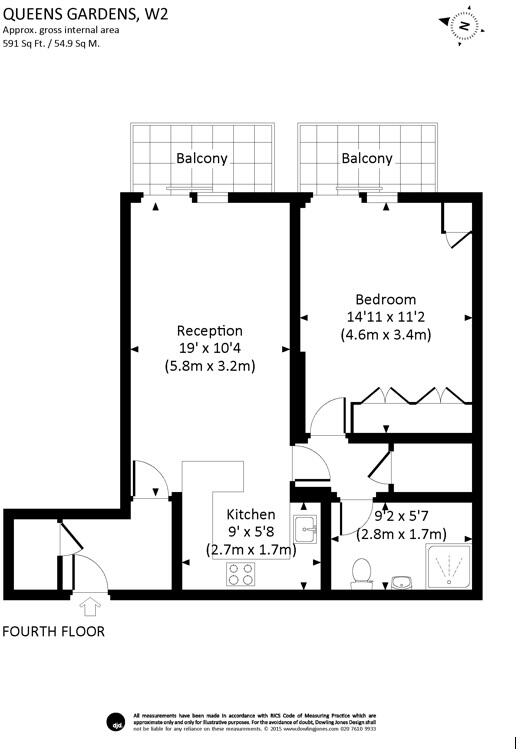 QUEENS GARDENS, W2
Approx. gross internal area
591 Sq Ft. / 54.9 Sq M.
N
Balcony
Balcony
Bedroom
14'11 x 11'2
(4.6m x 3.4m)
Reception
19' x 10'4
(5.8m x 3.2m)
Kitchen
9' x 5'8
(2.7m x 1.7m)
9'2 x 5'7
(2.8m x 1.7m)
FOURTH FLOOR
djd
All measurements have been made in accordance with RICS Code of Measuring Practice which are
approximate only and only for illustrative purposes. For the avoidance of doubt, Dowling Jones Design shall
not be liable for any reliance on these measurements. © 2015 www.dowlingjones.com 020 7610 9933